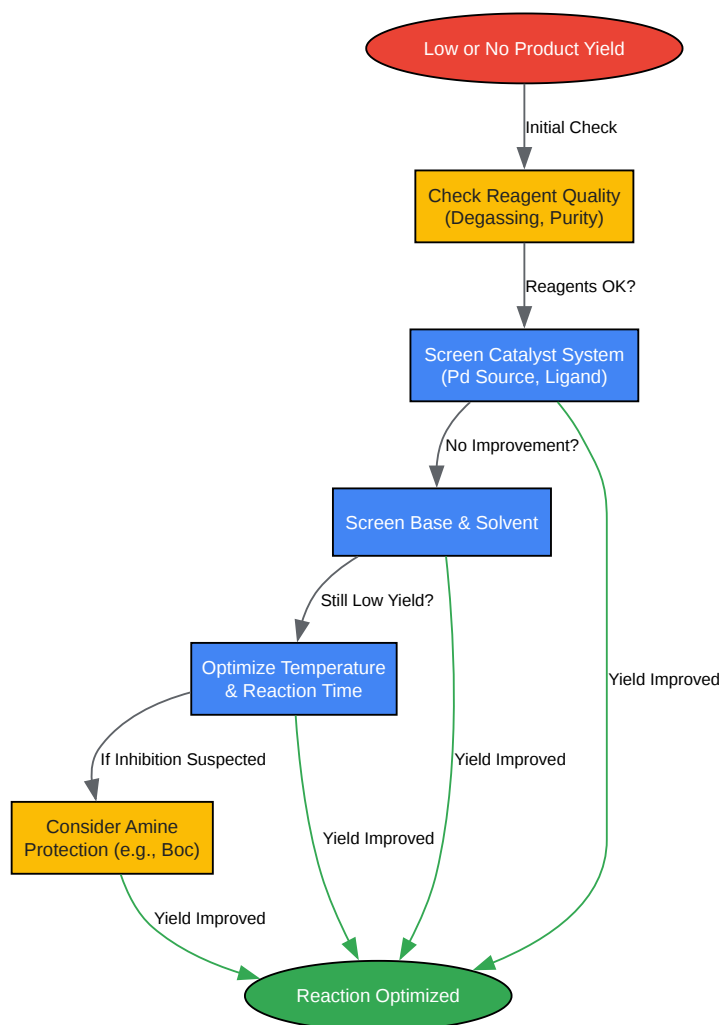 Low or No Product Yield
Initial Check
Check Reagent Quality
(Degassing, Purity)
Reagents OK?
Screen Catalyst System
(Pd Source, Ligand)
No Improvement?
Screen Base & Solvent
Still Low Yield?
Optimize Temperature
& Reaction Time
Yield Improved
If Inhibition Suspected
Yield Improved
Consider Amine
Protection (e.g., Boc)
Yield Improved
Yield Improved
Reaction Optimized